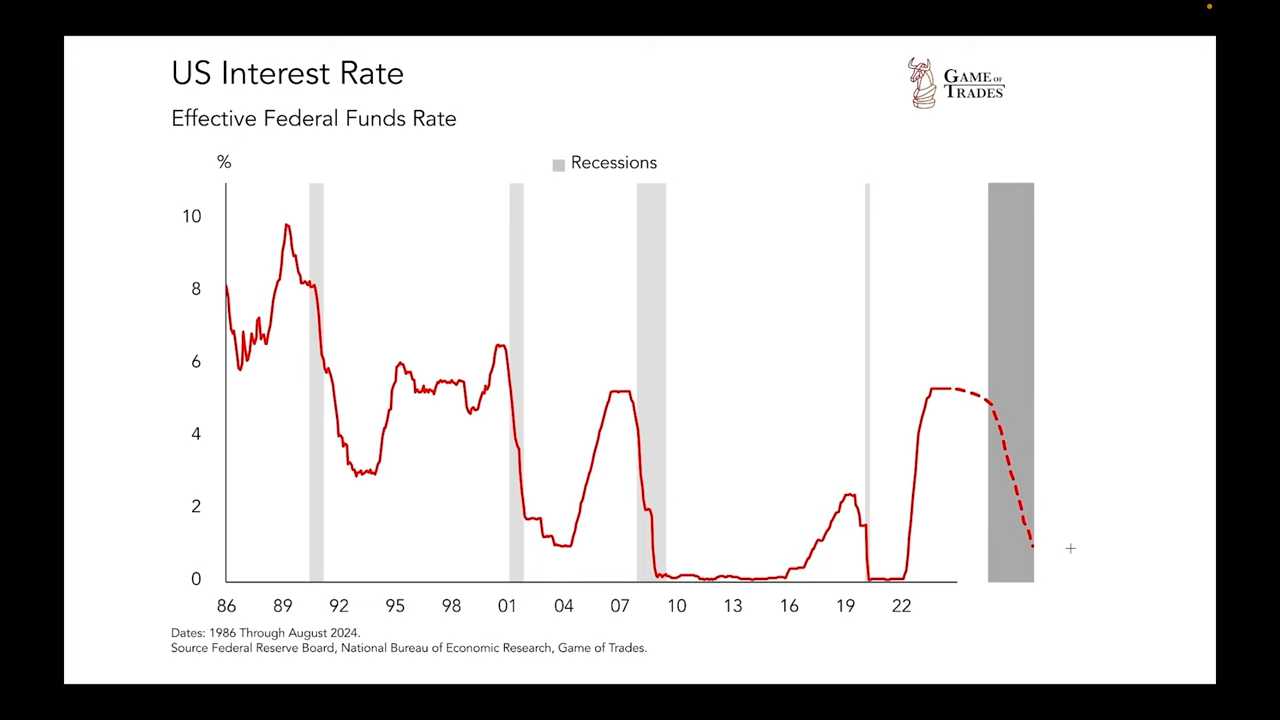 US Interest Rate
GAME OF
TRADES
Effective Federal Funds Rate
%
Recessions
10
8
6
4
2
0
86 89 92 95 98 01 04 07 10 13 16 19 22
Dates: 1986 Through August 2024.
Source Federal Reserve Board, National Bureau of Economic Research, Game of Trades.